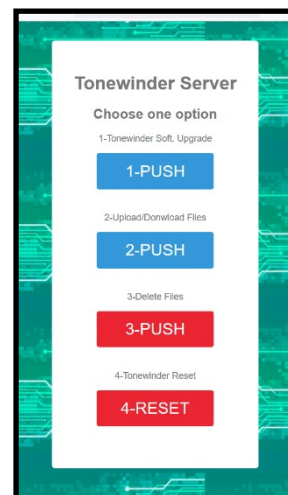 Tonewinder Server
Choose one option
1-Tonewinder Soft. Upgrade
1-PUSH
2-Upload/Donwload Files
2-PUSH
3-Delete Files
3-PUSH
4-Tonewinder Reset
4-RESET